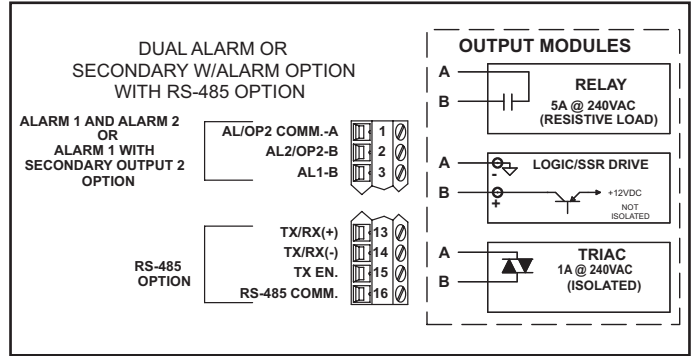 DUAL ALARM OR
SECONDARY W/ALARM OPTION
WITH RS-485 OPTION
ALARM 1 AND ALARM 2
OR
ALARM 1 WITH
SECONDARY OUTPUT 2
OPTION
AL/OP2 COMM.-A 1
AL2/OP2-B 2
AL1-B 3
RS-485
OPTION
TX/RX(+) 13
TX/RX(-) 14
TX EN. 15
RS-485 COMM. 16
OUTPUT MODULES
A
B
RELAY
5A @ 240VAC
(RESISTIVE LOAD)
A
-
B
+
LOGIC/SSR DRIVE
+12VDC
NOT
ISOLATED
A
B
TRIAC
1A @ 240VAC
(ISOLATED)